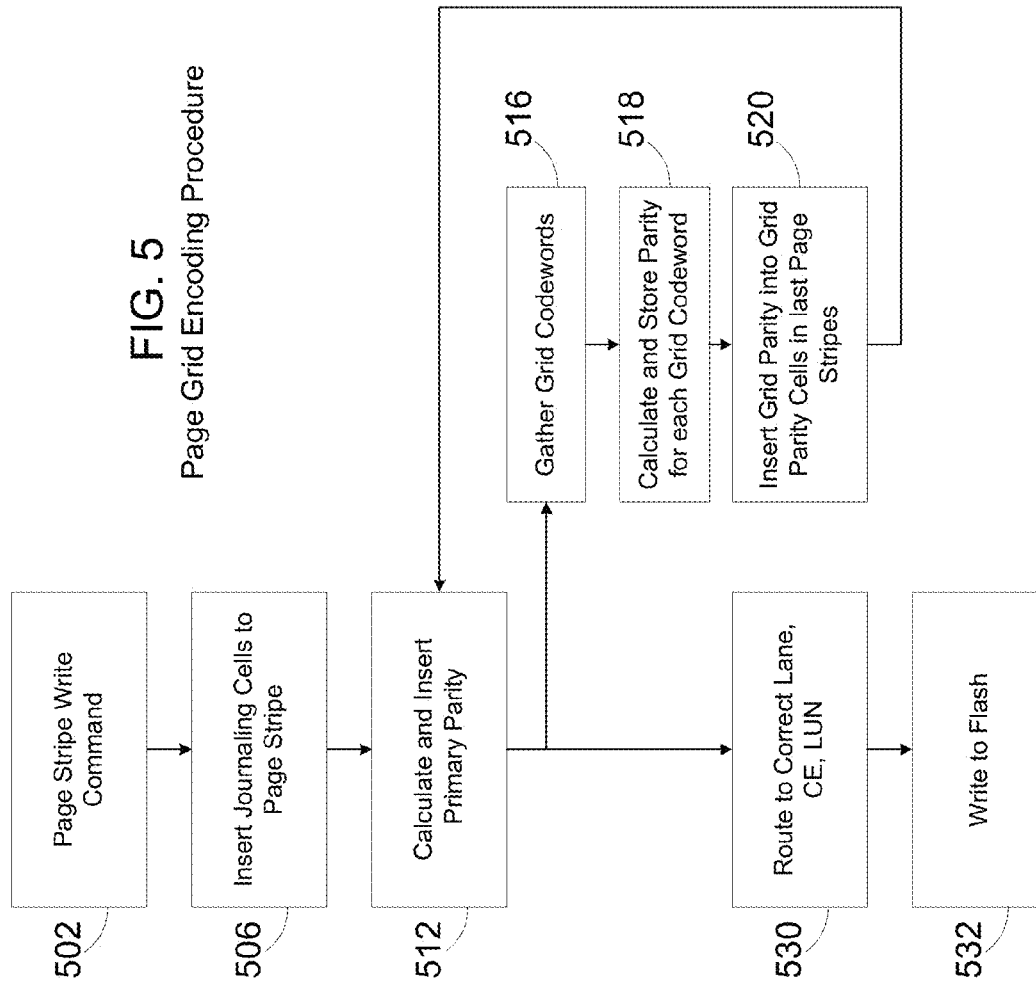 FIG. 5
Page Grid Encoding Procedure
502
Page Stripe Write
Command
506
Insert Journaling Cells to
Page Stripe
512
Calculate and Insert
Primary Parity
516
Gather Grid Codewords
518
Calculate and Store Parity
for each Grid Codeword
520
Insert Grid Parity into Grid
Parity Cells in last Page
Stripes
530
Route to Correct Lane,
CE, LUN
532
Write to Flash